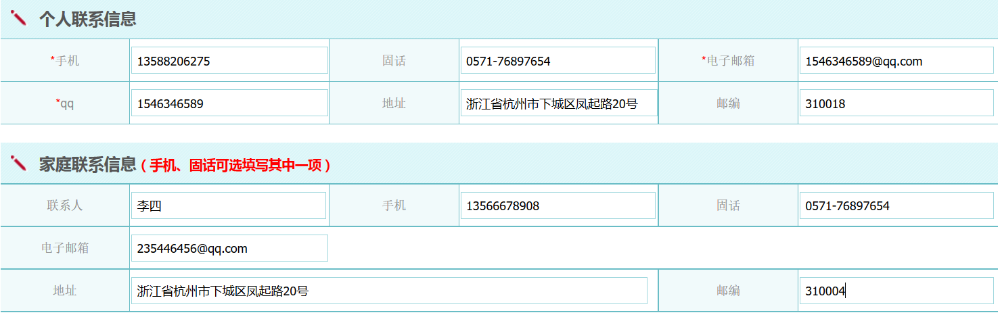 个人联系信息
*手机 13588206275 固话 0571-76897654 *电子邮箱 1546346589@qq.com
*qq 1546346589 地址 浙江省杭州市下城区凤起路20号 邮编 310018
家庭联系信息（手机、固话可选填写其中一项）
联系人 李四 手机 13566678908 固话 0571-76897654
电子邮箱 235446456@qq.com
地址 浙江省杭州市下城区凤起路20号 邮编 310004